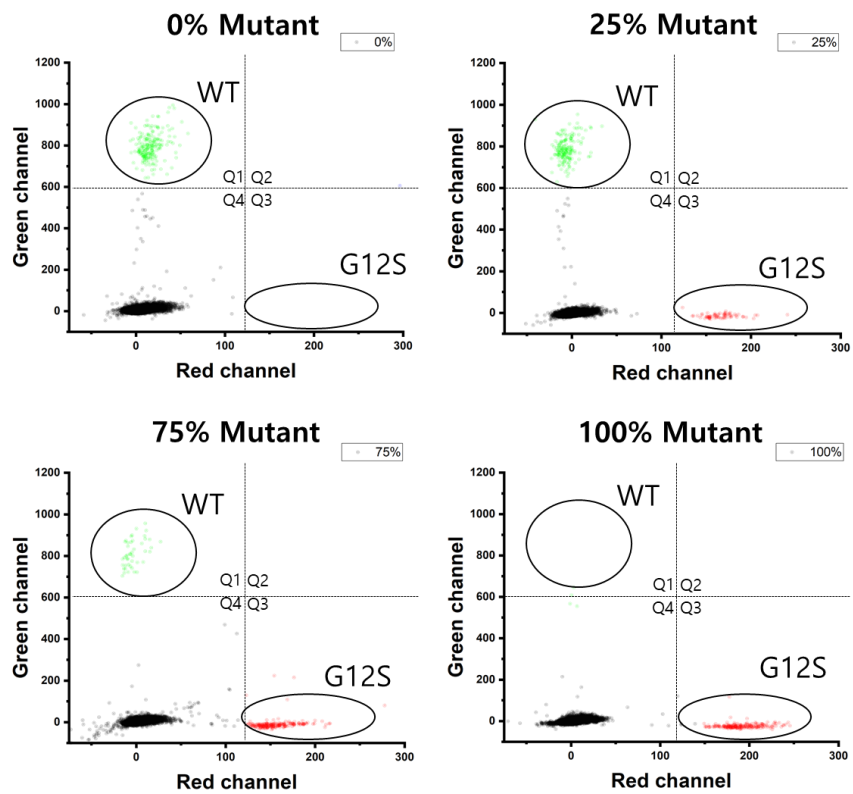 0% Mutant
0%
1200
1000
800
600
400
200
0
Green channel
WT
Q1 Q2
Q4 Q3
G12S
0 100 200 300
Red channel
25% Mutant
25%
1200
1000
800
600
400
200
0
Green channel
WT
Q1 Q2
Q4 Q3
G12S
0 100 200 300
Red channel
75% Mutant
75%
1200
1000
800
600
400
200
0
Green channel
WT
Q1 Q2
Q4 Q3
G12S
0 100 200 300
Red channel
100% Mutant
100%
1200
1000
800
600
400
200
0
Green channel
WT
Q1 Q2
Q4 Q3
G12S
0 100 200 300
Red channel